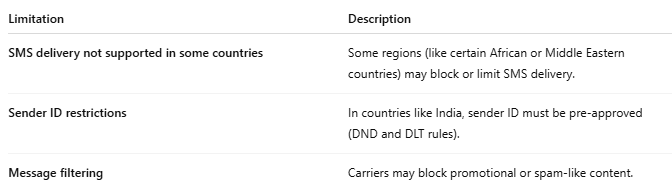 Limitation Description
SMS delivery not supported in some countries Some regions (like certain African or Middle Eastern
countries) may block or limit SMS delivery.
Sender ID restrictions In countries like India, sender ID must be pre-approved
(DND and DLT rules).
Message filtering Carriers may block promotional or spam-like content.